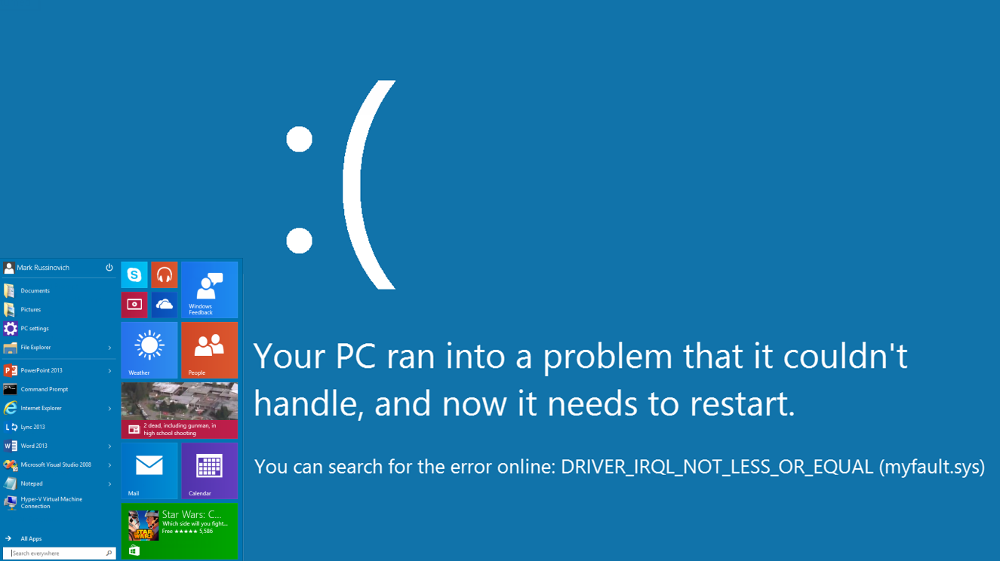 :(
Your PC ran into a problem that it couldn't
handle, and now it needs to restart.
You can search for the error online: DRIVER_IRQL_NOT_LESS_OR_EQUAL (myfault.sys)
Mark Russinovich
Documents
Pictures
PC settings
File Explorer
PowerPoint 2013
Command Prompt
Internet Explorer
Lync 2013
Word 2013
Microsoft Visual Studio 2008
Notepad
Hyper-V Virtual Machine
Connection
All Apps
Search everywhere
Windows
Feedback
Weather
People
2 dead, including gunman, in
high school shooting
Mail
Calendar
Star Wars: C...
Which side will you fight...
Free ★★★★★ 5,586
STAR
WARS